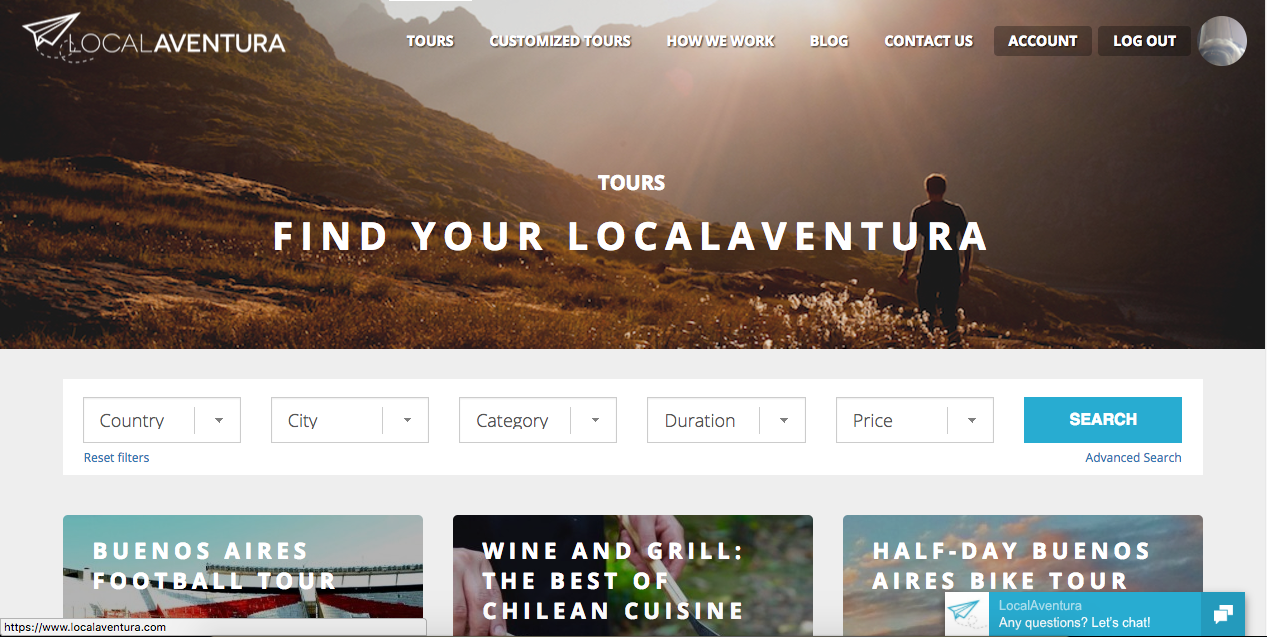 LOCALAVENTURA
TOURS CUSTOMIZED TOURS HOW WE WORK BLOG CONTACT US ACCOUNT LOG OUT
TOURS
FIND YOUR LOCALAVENTURA
Country City Category Duration Price SEARCH
Reset filters Advanced Search
BUENOS AIRES
FOOTBALL TOUR
WINE AND GRILL:
THE BEST OF
CHILEAN CUISINE
HALF-DAY BUENOS
AIRES BIKE TOUR
LocalAventura
Any questions? Let's chat!
https://www.localaventura.com